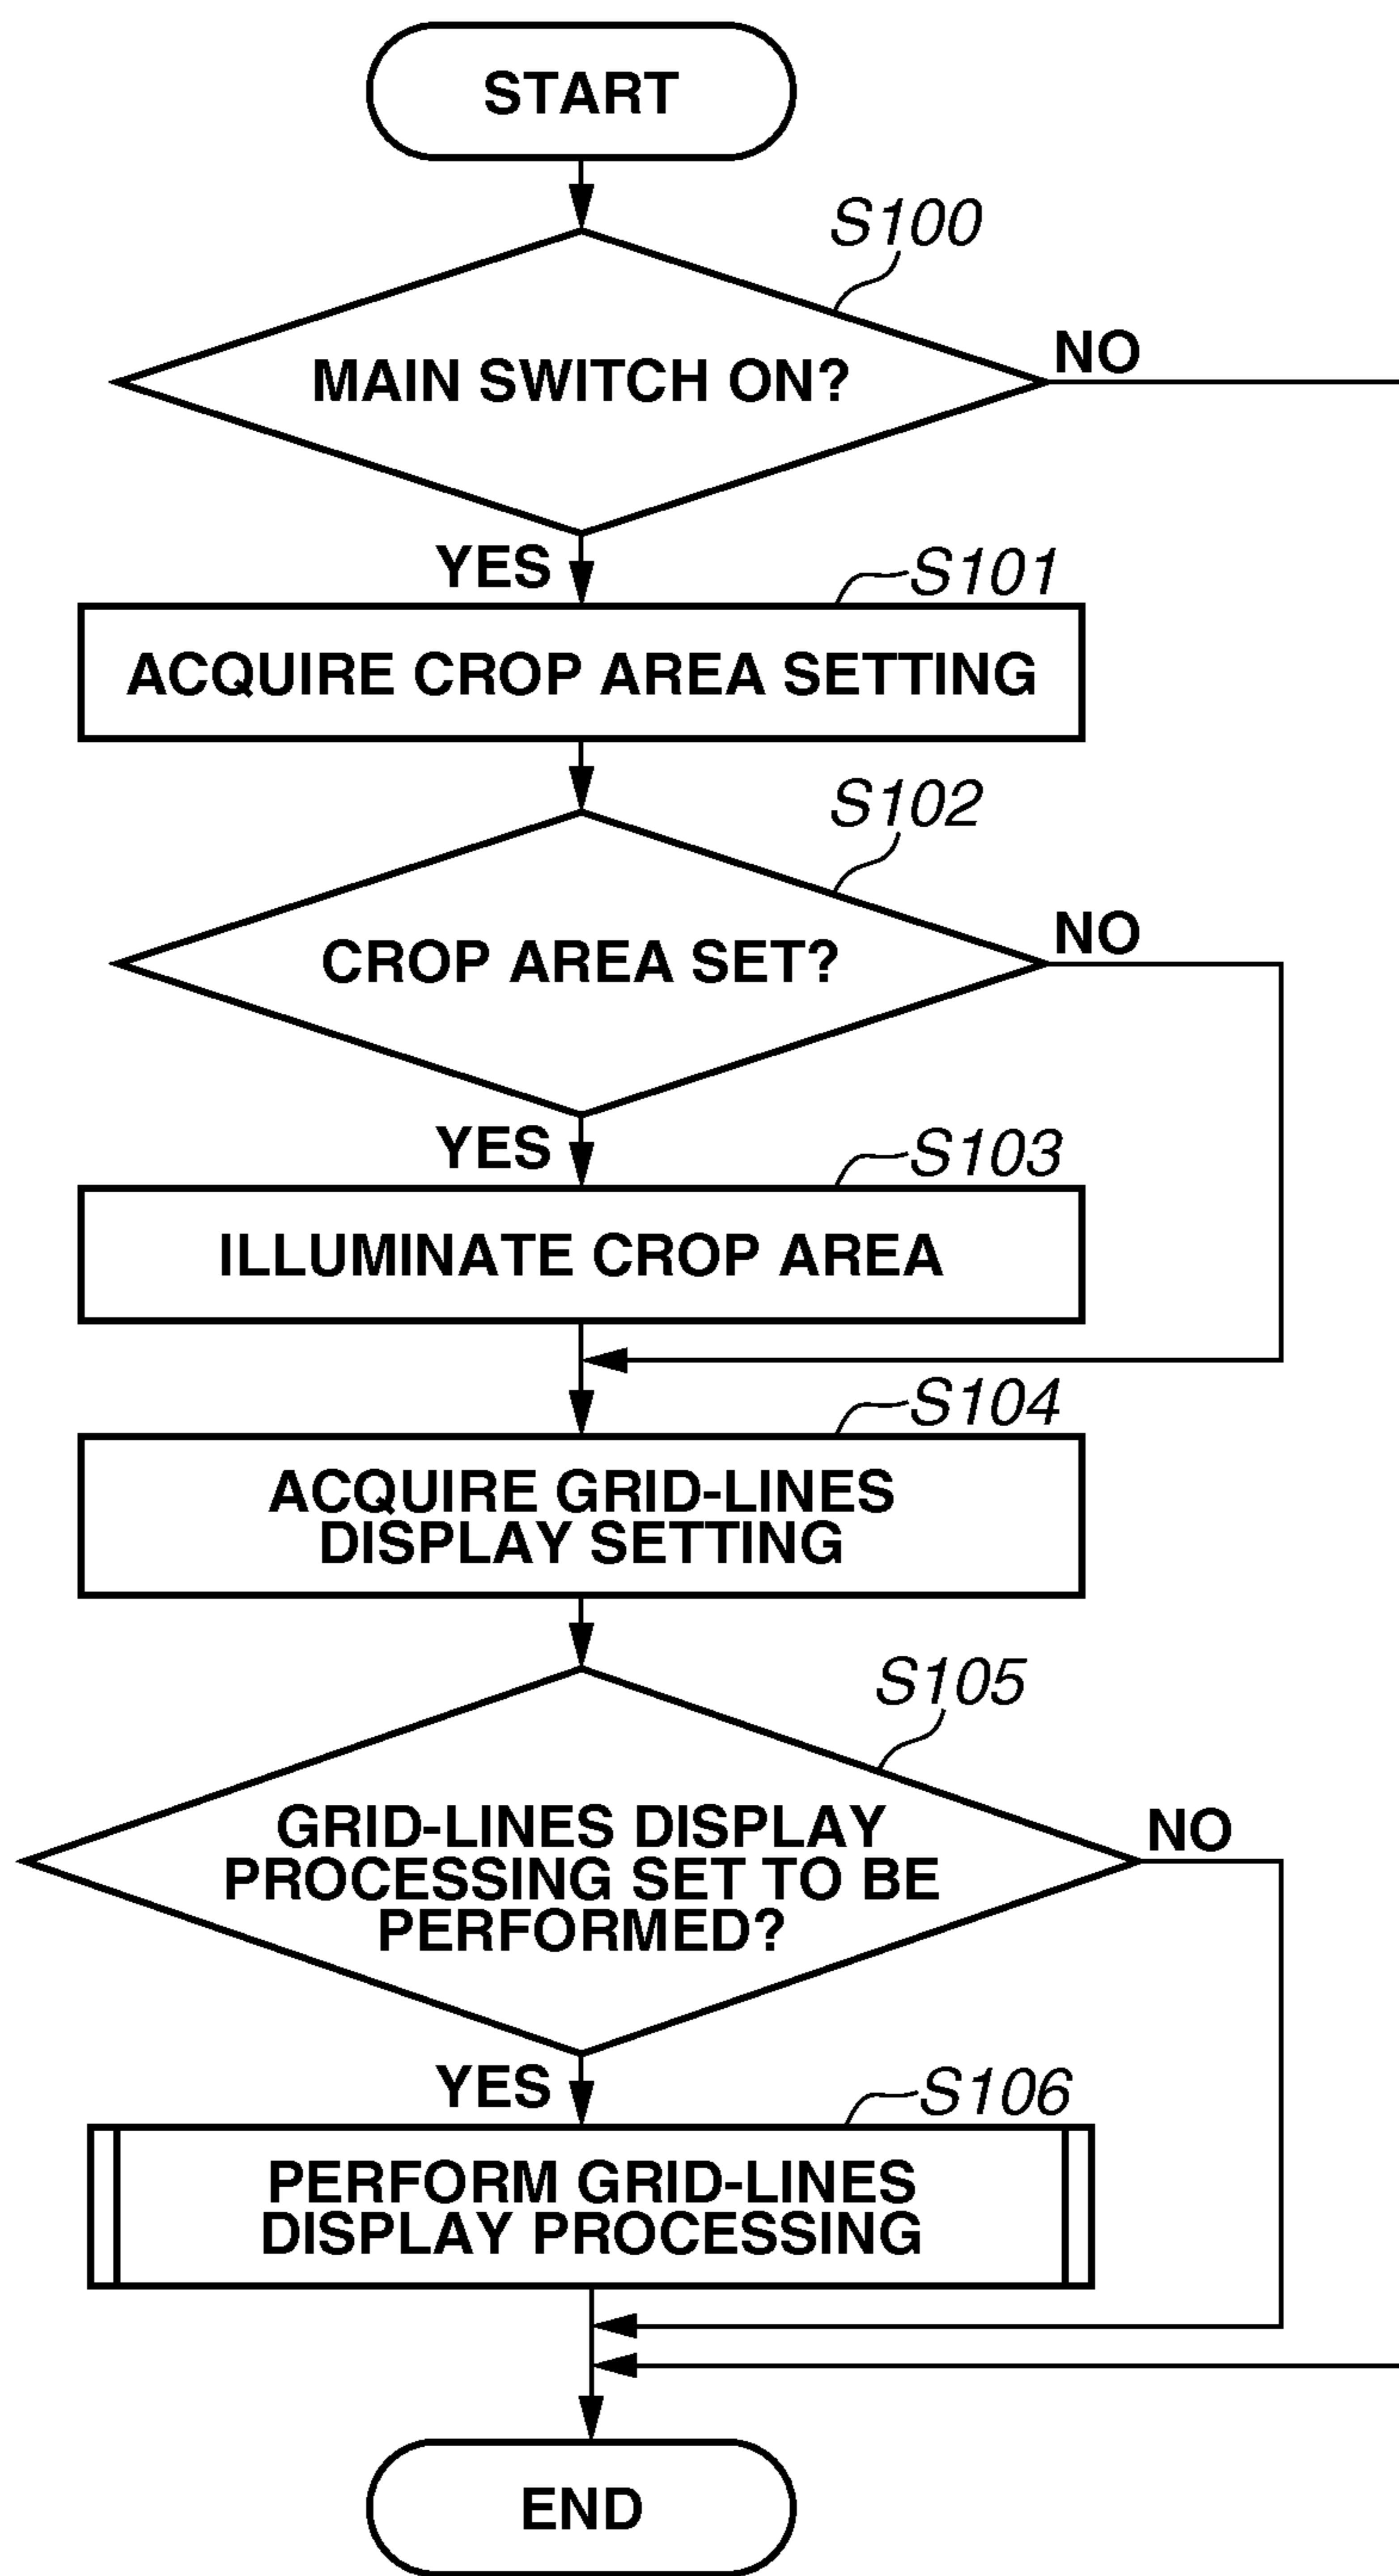 START
S100
MAIN SWITCH ON?
NO
YES
S101
ACQUIRE CROP AREA SETTING
S102
CROP AREA SET?
NO
YES
S103
ILLUMINATE CROP AREA
S104
ACQUIRE GRID-LINES
DISPLAY SETTING
S105
GRID-LINES DISPLAY
PROCESSING SET TO BE
PERFORMED?
NO
YES
S106
PERFORM GRID-LINES
DISPLAY PROCESSING
END